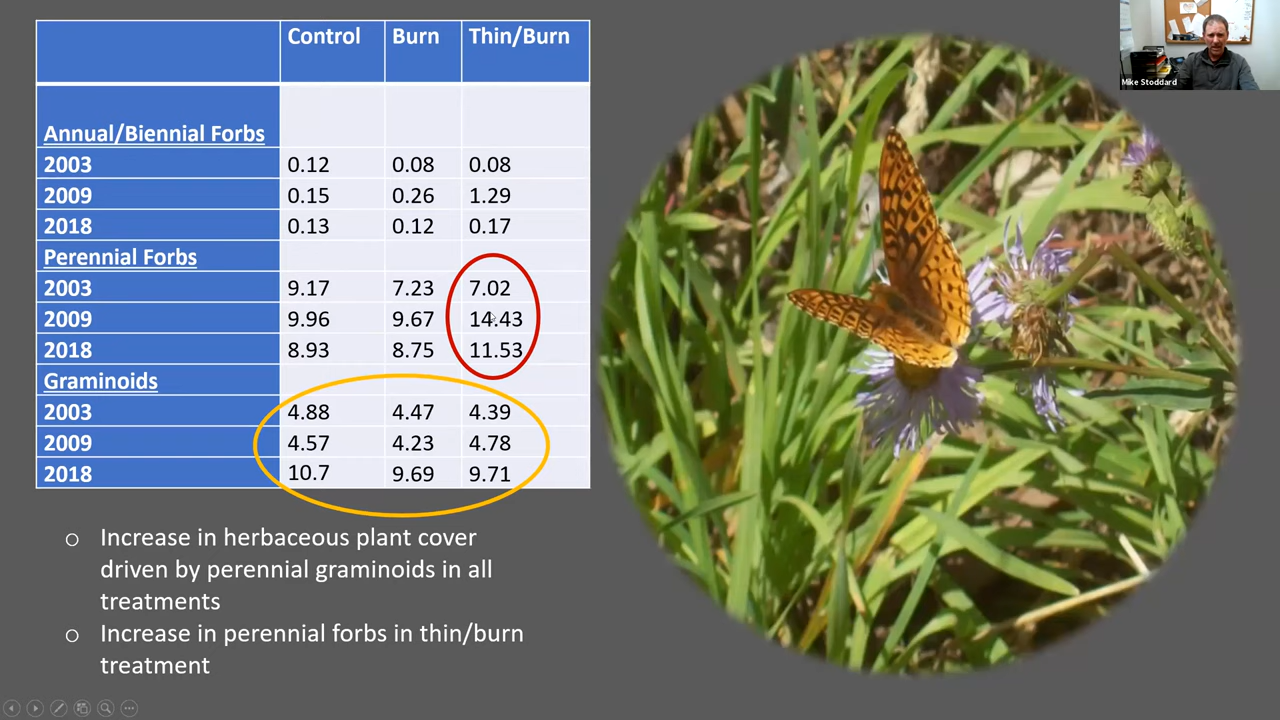 Control Burn Thin/Burn
Annual/Biennial Forbs
2003 0.12 0.08 0.08
2009 0.15 0.26 1.29
2018 0.13 0.12 0.17
Perennial Forbs
2003 9.17 7.23 7.02
2009 9.96 9.67 14.43
2018 8.93 8.75 11.53
Graminoids
2003 4.88 4.47 4.39
2009 4.57 4.23 4.78
2018 10.7 9.69 9.71
Increase in herbaceous plant cover
driven by perennial graminoids in all
treatments
Increase in perennial forbs in thin/burn
treatment
Mike Stoddard